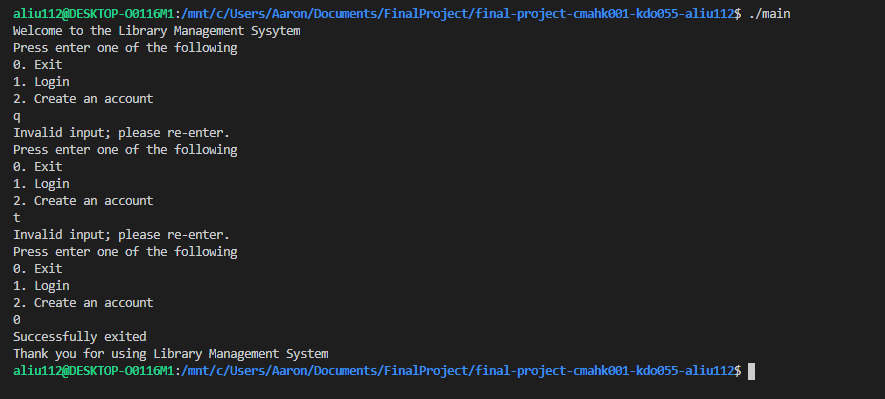 aliu112@DESKTOP-O0116M1:/mnt/c/Users/Aaron/Documents/FinalProject/final-project-cmahk001-kdo055-aliu112$ ./main
Welcome to the Library Management Sysytem
Press enter one of the following
0. Exit
1. Login
2. Create an account
q
Invalid input; please re-enter.
Press enter one of the following
0. Exit
1. Login
2. Create an account
t
Invalid input; please re-enter.
Press enter one of the following
0. Exit
1. Login
2. Create an account
0
Successfully exited
Thank you for using Library Management System
aliu112@DESKTOP-O0116M1:/mnt/c/Users/Aaron/Documents/FinalProject/final-project-cmahk001-kdo055-aliu112$